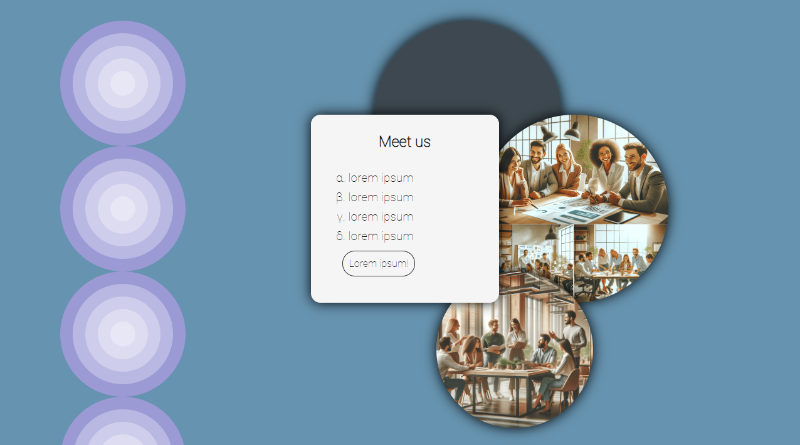 Meet us
α. lorem ipsum
β. lorem ipsum
γ. lorem ipsum
δ. lorem ipsum
Lorem ipsum!